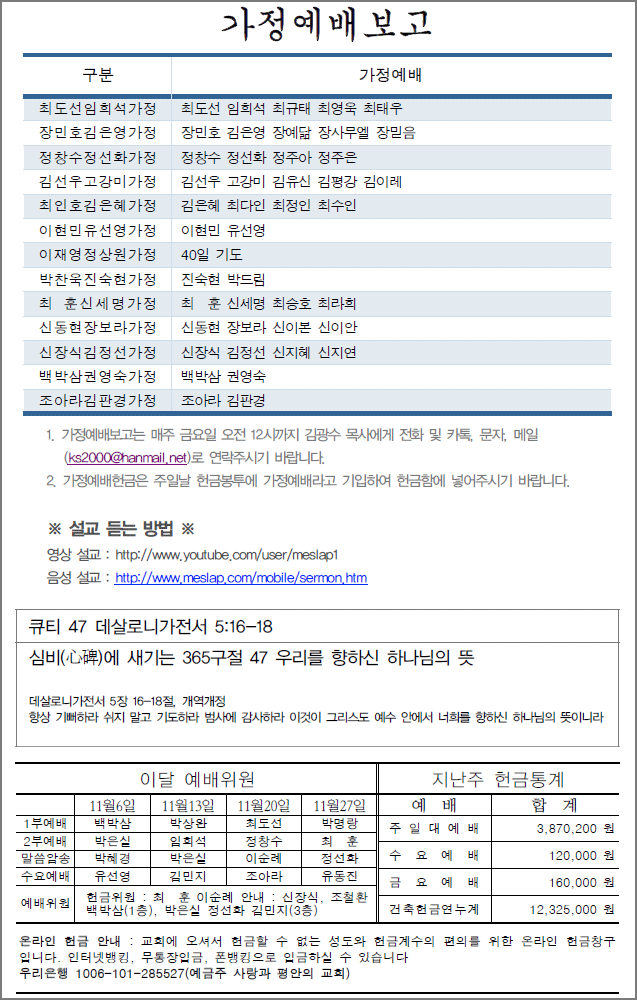 가정예배보고
구분 가정예배
최도선임희석가정 최도선 임희석 최규태 최영욱 최태우
장민호김은영가정 장민호 김은영 장예닮 장사무엘 장믿음
정창수정선화가정 정창수 정선화 정주아 정주은
김선우고강미가정 김선우 고강미 김유신 김평강 김이레
최인호김은혜가정 김은혜 최다인 최정인 최수인
이현민유선영가정 이현민 유선영
이재영정상원가정 40일 기도
박찬욱진숙현가정 진숙현 박드림
최 훈신세명가정 최 훈 신세명 최승호 최라희
신동현장보라가정 신동현 장보라 신이본 신이안
신장식김정선가정 신장식 김정선 신지혜 신지연
백박삼권영숙가정 백박삼 권영숙
조아라김판경가정 조아라 김판경
1. 가정예배보고는 매주 금요일 오전 12시까지 김광수 목사에게 전화 및 카톡, 문자, 메일
(ks2000@hanmail.net)로 연락주시기 바랍니다.
2. 가정예배헌금은 주일날 헌금봉투에 가정예배라고 기입하여 헌금함에 넣어주시기 바랍니다.
※ 설교 듣는 방법 ※
영상 설교 : http://www.youtube.com/user/meslap1
음성 설교 : http://www.meslap.com/mobile/sermon.htm
큐티 47 데살로니가전서 5:16-18
심비(心碑)에 새기는 365구절 47 우리를 향하신 하나님의 뜻
데살로니가전서 5장 16-18절, 개역개정
항상 기뻐하라 쉬지 말고 기도하라 범사에 감사하라 이것이 그리스도 예수 안에서 너희를 향하신 하나님의 뜻이니라
이달 예배위원
11월6일 11월13일 11월20일 11월27일
1부예배 백박삼 박상완 최도선 박명랑
2부예배 박은실 임희석 정창수 최 훈
말씀암송 박혜경 박은실 이순례 정선화
수요예배 유선영 김민지 조아라 유동진
예배위원 헌금위원 : 최 훈 이순례 안내 : 신장식, 조철환
백박삼(1층), 박은실 정선화 김민지(3층)
지난주 헌금통계
예 배 합 계
주 일 대 예 배 3,870,200 원
수 요 예 배 120,000 원
금 요 예 배 160,000 원
건축헌금연누계 12,325,000 원
온라인 헌금 안내 : 교회에 오셔서 헌금할 수 없는 성도와 헌금계수의 편의를 위한 온라인 헌금창구
입니다. 인터넷뱅킹, 무통장입금, 폰뱅킹으로 입금하실 수 있습니다
우리은행 1006-101-285527(예금주 사랑과 평안의 교회)